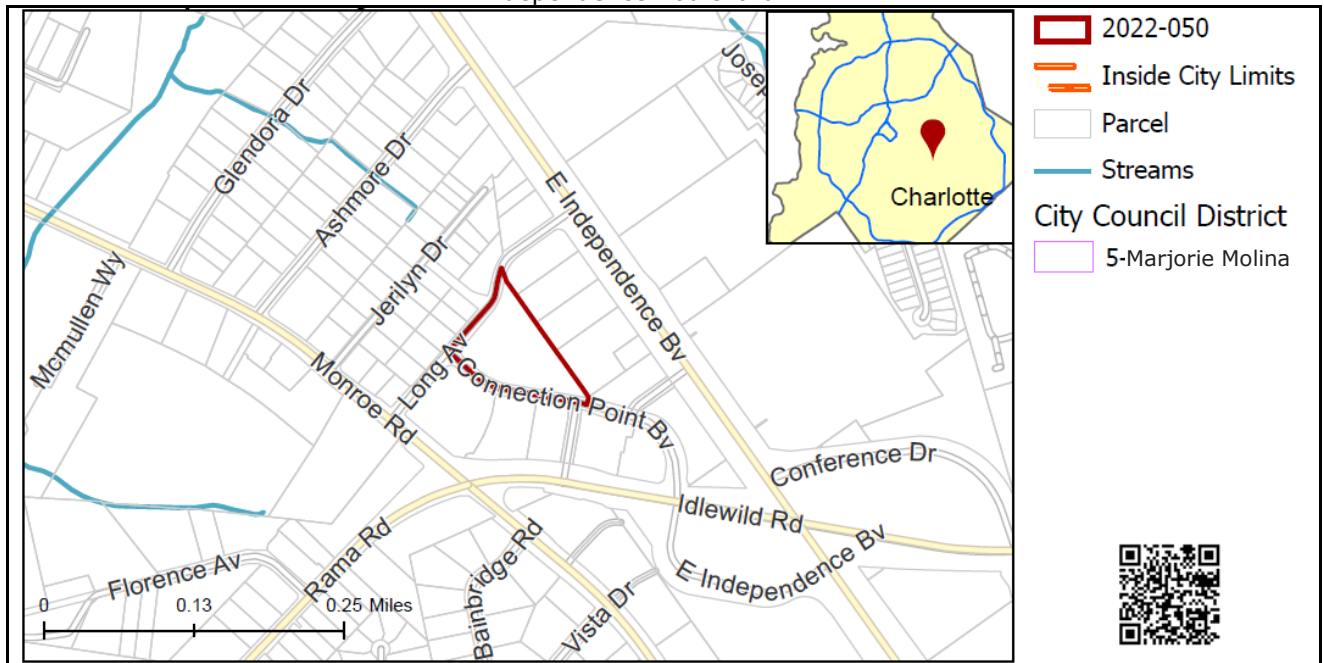 Glendora Dr
Ashmore Dr
Jerilyn Dr
E Independence Bv
Charlotte
Mcmullen Wy
Long Av
Monroe Rd
Connection Point Bv
Conference Dr
Idlewild Rd
Rama Rd
E Independence Bv
Florence Av
Bainbridge Rd
Vista Dr
0 0.13 0.25 Miles
2022-050
Inside City Limits
Parcel
Streams
City Council District
5-Marjorie Molina